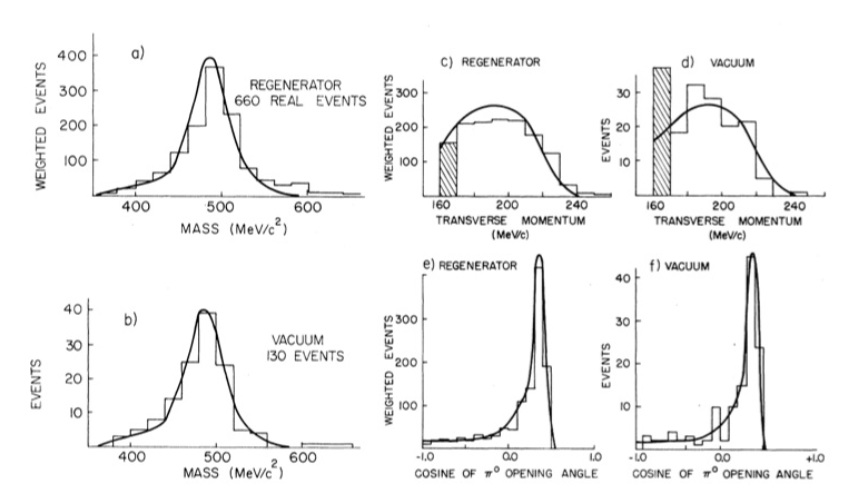 a)
REGENERATOR
660 REAL EVENTS
WEIGHTED EVENTS
400
300
200
100
400 500 600
MASS (MeV/c²)
c) REGENERATOR
WEIGHTED EVENTS
300
200
100
160 200 240
TRANSVERSE MOMENTUM
(MeV/c)
d) VACUUM
EVENTS
30
20
10
160 200 240
TRANSVERSE MOMENTUM
(MeV/c)
b)
VACUUM
130 EVENTS
EVENTS
40
30
20
10
400 500 600
MASS (MeV/c²)
e) REGENERATOR
WEIGHTED EVENTS
300
200
100
-1.0 0.0 1.0
COSINE OF π° OPENING ANGLE
f) VACUUM
EVENTS
40
30
20
10
-1.0 0.0 +1.0
COSINE OF π° OPENING ANGLE